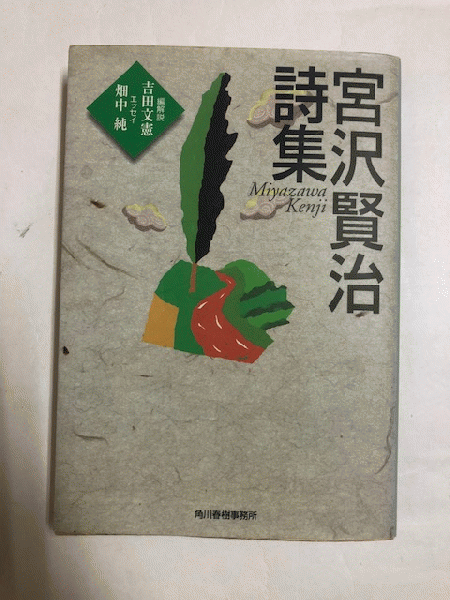 宮沢賢治
詩集
Miyazawa
Kenji
編解説
吉田文憲
エッセイ
畑中純
角川春樹事務所